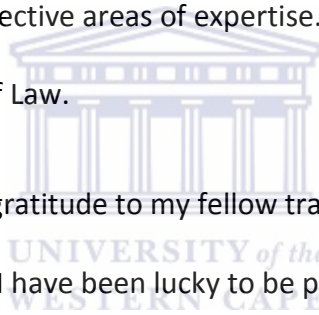 ective areas of expertise.
f Law.
gratitude to my fellow tra
UNIVERSITY of the
I have been lucky to be p
WESTERN CAPE